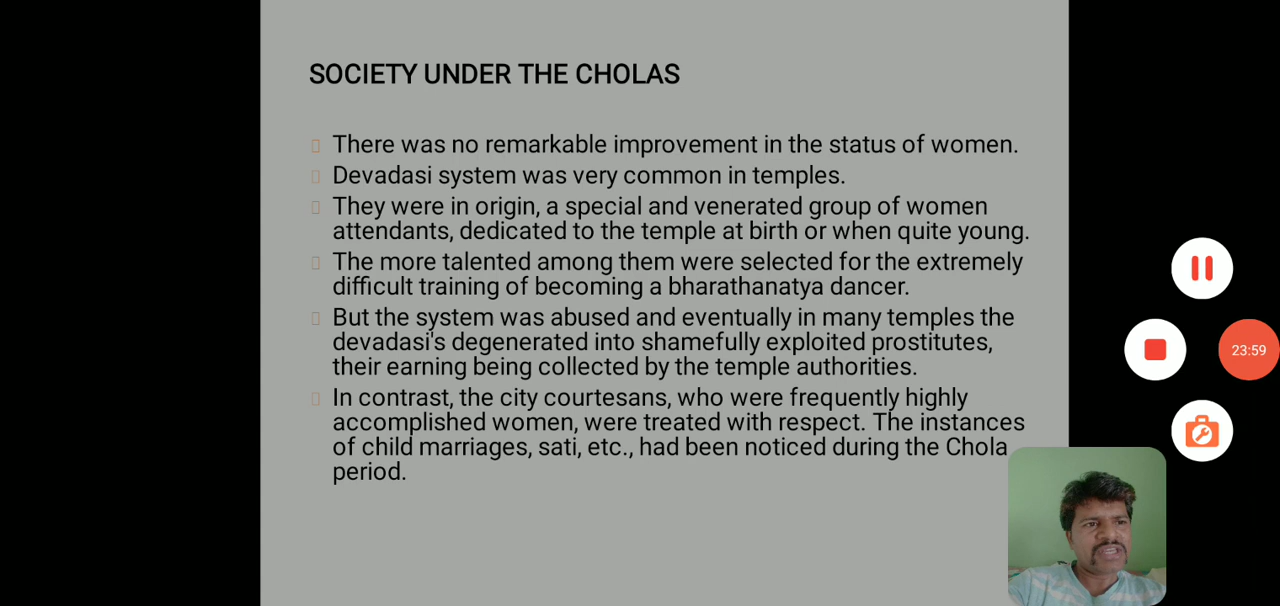 SOCIETY UNDER THE CHOLAS
There was no remarkable improvement in the status of women.
Devadasi system was very common in temples.
They were in origin, a special and venerated group of women
attendants, dedicated to the temple at birth or when quite young.
The more talented among them were selected for the extremely
difficult training of becoming a bharathanatya dancer.
But the system was abused and eventually in many temples the
devadasi's degenerated into shamefully exploited prostitutes,
their earning being collected by the temple authorities.
In contrast, the city courtesans, who were frequently highly
accomplished women, were treated with respect. The instances
of child marriages, sati, etc., had been noticed during the Chola
period.
23:59